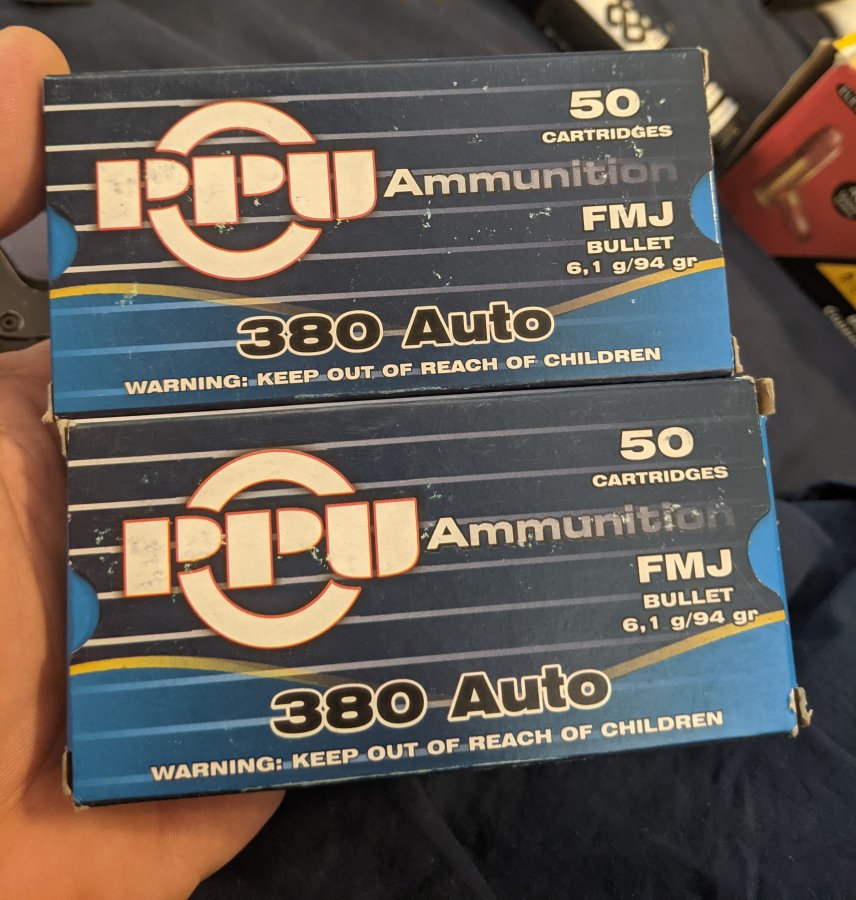 50
CARTRIDGES
PPU Ammunition
FMJ
BULLET
6,1 g/94 gr
380 Auto
WARNING: KEEP OUT OF REACH OF CHILDREN
50
CARTRIDGES
PPU Ammunition
FMJ
BULLET
6,1 g/94 gr
380 Auto
WARNING: KEEP OUT OF REACH OF CHILDREN